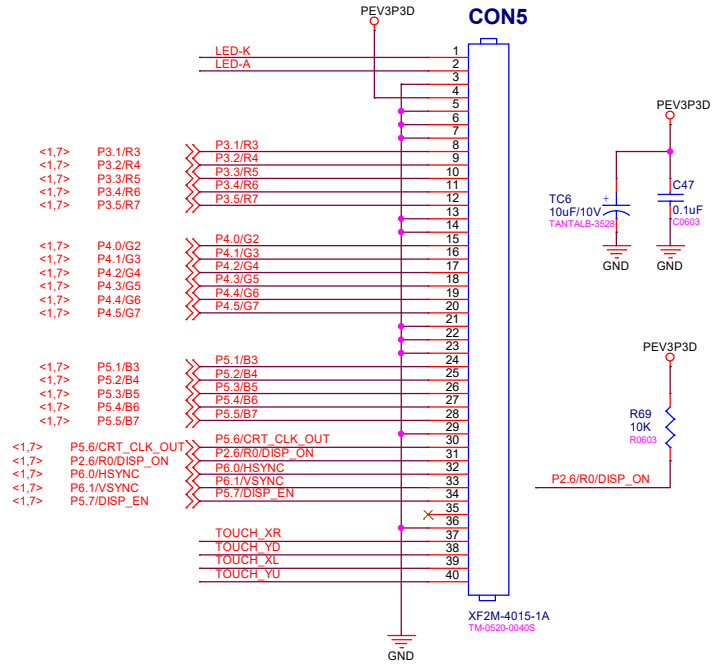 PEV3P3D
CON5
LED-K 1
LED-A 2
3
4
5
6
7
<1,7> P3.1/R3 P3.1/R3 8
<1,7> P3.2/R4 P3.2/R4 9
<1,7> P3.3/R5 P3.3/R5 10
<1,7> P3.4/R6 P3.4/R6 11
<1,7> P3.5/R7 P3.5/R7 12
13
14
<1,7> P4.0/G2 P4.0/G2 15
<1,7> P4.1/G3 P4.1/G3 16
<1,7> P4.2/G4 P4.2/G4 17
<1,7> P4.3/G5 P4.3/G5 18
<1,7> P4.4/G6 P4.4/G6 19
<1,7> P4.5/G7 P4.5/G7 20
21
22
23
<1,7> P5.1/B3 P5.1/B3 24
<1,7> P5.2/B4 P5.2/B4 25
<1,7> P5.3/B5 P5.3/B5 26
<1,7> P5.4/B6 P5.4/B6 27
<1,7> P5.5/B7 P5.5/B7 28
29
<1,7> P5.6/CRT_CLK_OUT P5.6/CRT_CLK_OUT 30
<1,7> P2.6/R0/DISP_ON P2.6/R0/DISP_ON 31
<1,7> P6.0/HSYNC P6.0/HSYNC 32
<1,7> P6.1/VSYNC P6.1/VSYNC 33
<1,7> P5.7/DISP_EN P5.7/DISP_EN 34
35
36
TOUCH_XR 37
TOUCH_YD 38
TOUCH_XL 39
TOUCH_YU 40
XF2M-4015-1A
TM-0520-0040S
GND
PEV3P3D
TC6
+
10uF/10V
TANTALB-3528
C47
0.1uF
C0603
GND
GND
PEV3P3D
R69
10K
R0603
P2.6/R0/DISP_ON